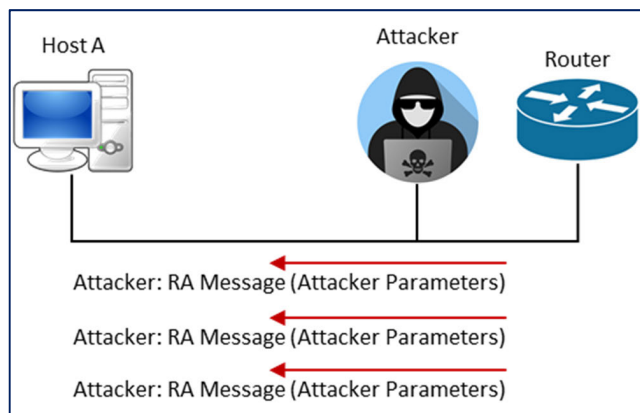 Host A
Attacker
Router
Attacker: RA Message (Attacker Parameters)
Attacker: RA Message (Attacker Parameters)
Attacker: RA Message (Attacker Parameters)